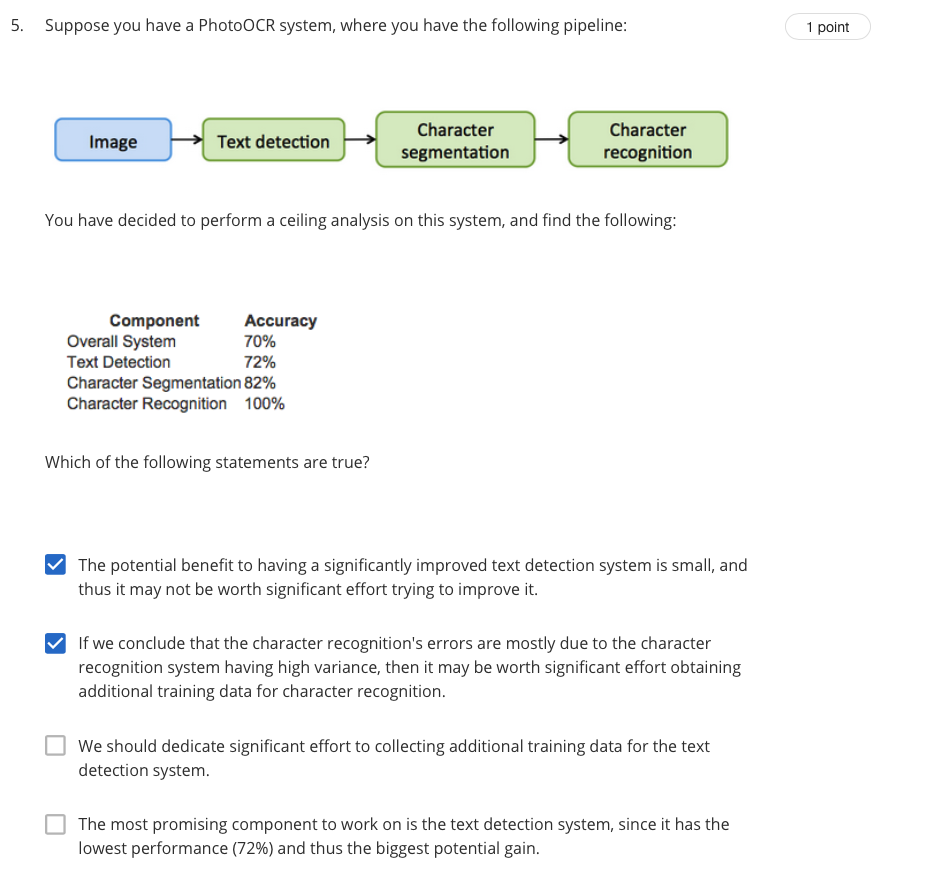 5. Suppose you have a PhotoOCR system, where you have the following pipeline:
1 point
Image
Text detection
Character
segmentation
Character
recognition
You have decided to perform a ceiling analysis on this system, and find the following:
Component Accuracy
Overall System 70%
Text Detection 72%
Character Segmentation 82%
Character Recognition 100%
Which of the following statements are true?
The potential benefit to having a significantly improved text detection system is small, and
thus it may not be worth significant effort trying to improve it.
If we conclude that the character recognition's errors are mostly due to the character
recognition system having high variance, then it may be worth significant effort obtaining
additional training data for character recognition.
We should dedicate significant effort to collecting additional training data for the text
detection system.
The most promising component to work on is the text detection system, since it has the
lowest performance (72%) and thus the biggest potential gain.